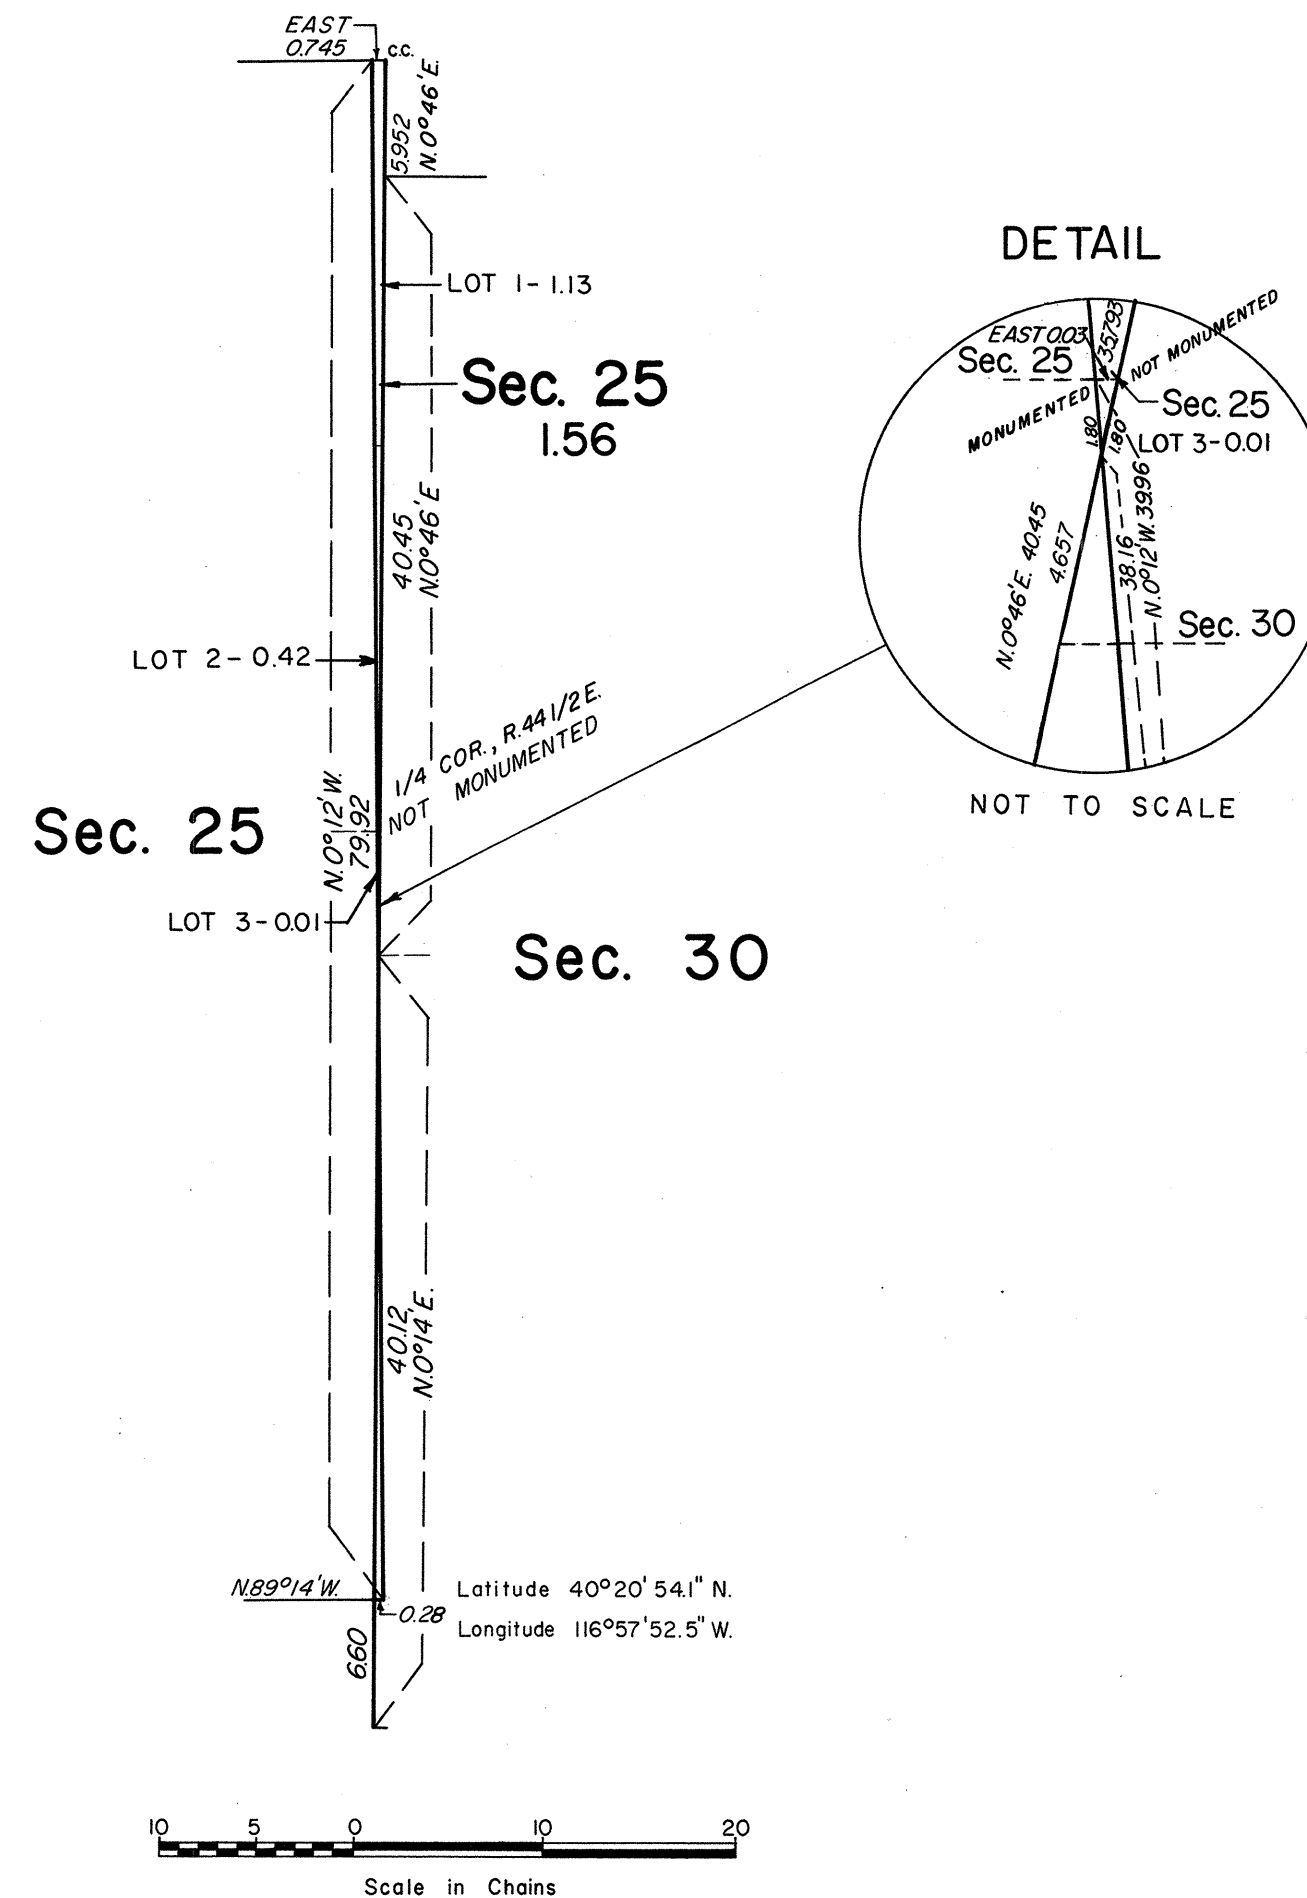 EAST
0.745
C.C.
5.952
N.0°46'E.
LOT 1-1.13
Sec. 25
1.56
40.45
N.0°46'E
LOT 2-0.42
1/4 COR., R.44 1/2 E.
NOT MONUMENTED
Sec. 25
N.0°12'W.
79.92
LOT 3-0.01
Sec. 30
40.12
N.0°14'E.
N.89°14'W.
0.28
6.60
Latitude 40°20'54.1" N.
Longitude 116°57'52.5" W.
DETAIL
EAST 0.03
35.793
NOT MONUMENTED
Sec. 25
MONUMENTED
Sec. 25
1.80
1.80
LOT 3-0.01
N.0°46'E. 40.45
4.657
38.16
N.0°12'W. 39.96
Sec. 30
NOT TO SCALE
10 5 0 10 20
Scale in Chains